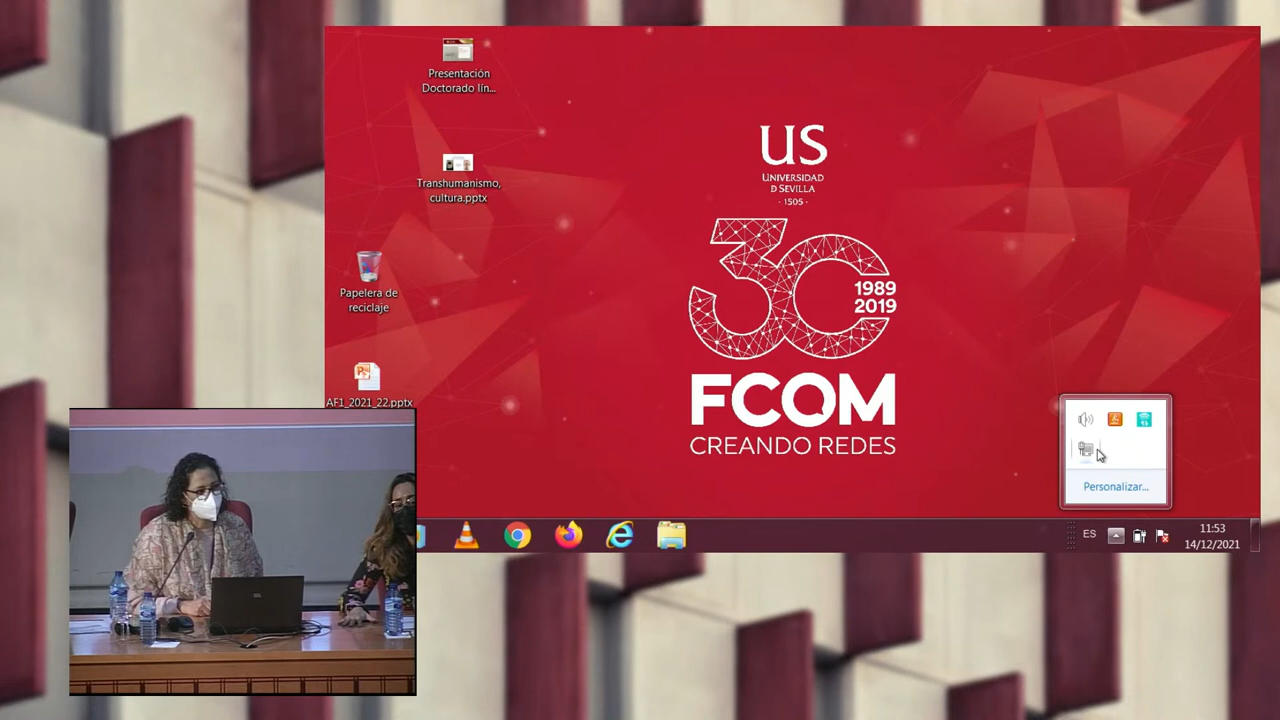 Presentación
Doctorado lín...
Transhumanismo,
cultura.pptx
Papelera de
reciclaje
AF1_2021_22.pptx
US
UNIVERSIDAD
D SEVILLA
· 1505 ·
30
1989
2019
FCOM
CREANDO REDES
Personalizar...
ES
11:53
14/12/2021